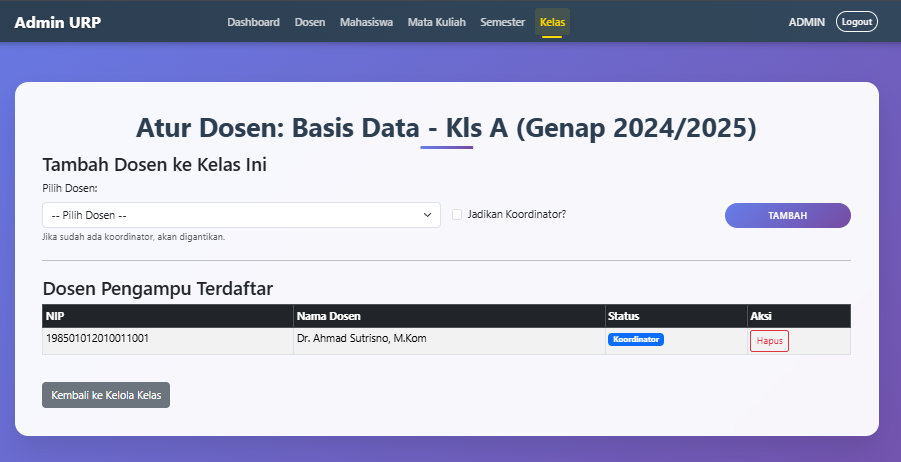 Admin URP Dashboard Dosen Mahasiswa Mata Kuliah Semester Kelas ADMIN Logout
Atur Dosen: Basis Data - Kls A (Genap 2024/2025)
Tambah Dosen ke Kelas Ini
Pilih Dosen:
-- Pilih Dosen -- Jadikan Koordinator? TAMBAH
Jika sudah ada koordinator, akan digantikan.
Dosen Pengampu Terdaftar
NIP Nama Dosen Status Aksi
198501012010011001 Dr. Ahmad Sutrisno, M.Kom Koordinator Hapus
Kembali ke Kelola Kelas